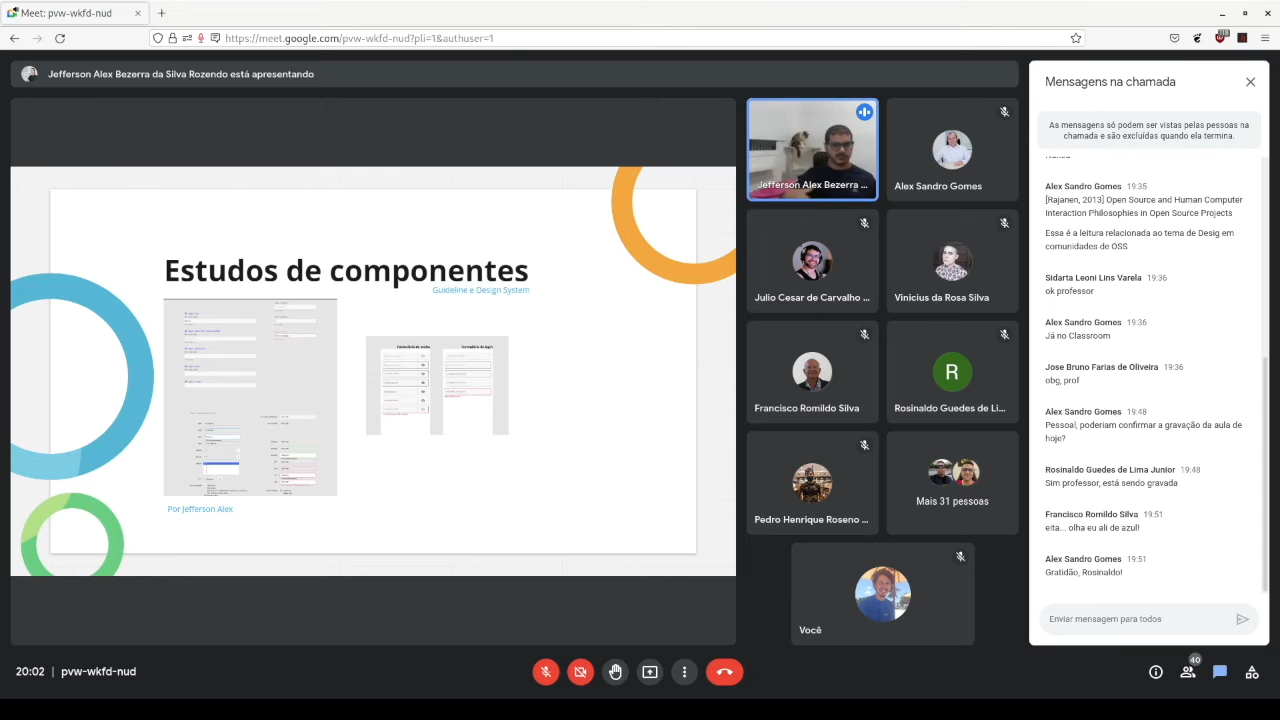 Meet: pvw-wkfd-nud
https://meet.google.com/pvw-wkfd-nud?pli=1&authuser=1
118
Jefferson Alex Bezerra da Silva Rozendo está apresentando
Estudos de componentes
Guideline e Design System
Por Jefferson Alex
Jefferson Alex Bezerra ...
Alex Sandro Gomes
Julio Cesar de Carvalho ...
Vinicius da Rosa Silva
Francisco Romildo Silva
R
Rosinaldo Guedes de Li...
Pedro Henrique Roseno ...
Mais 31 pessoas
Você
Mensagens na chamada
As mensagens só podem ser vistas pelas pessoas na
chamada e são excluídas quando ela termina.
Alex Sandro Gomes 19:35
[Rajanen, 2013] Open Source and Human Computer
Interaction Philosophies in Open Source Projects
Essa é a leitura relacionada ao tema de Desig em
comunidades de OSS
Sidarta Leoni Lins Varela 19:36
ok professor
Alex Sandro Gomes 19:36
Já no Classroom
Jose Bruno Farias de Oliveira 19:36
obg, prof
Alex Sandro Gomes 19:48
Pessoal, poderiam confirmar a gravação da aula de
hoje?
Rosinaldo Guedes de Lima Junior 19:48
Sim professor, está sendo gravada
Francisco Romildo Silva 19:51
eita... olha eu ali de azul!
Alex Sandro Gomes 19:51
Gratidão, Rosinaldo!
Enviar mensagem para todos
20:02 | pvw-wkfd-nud
40